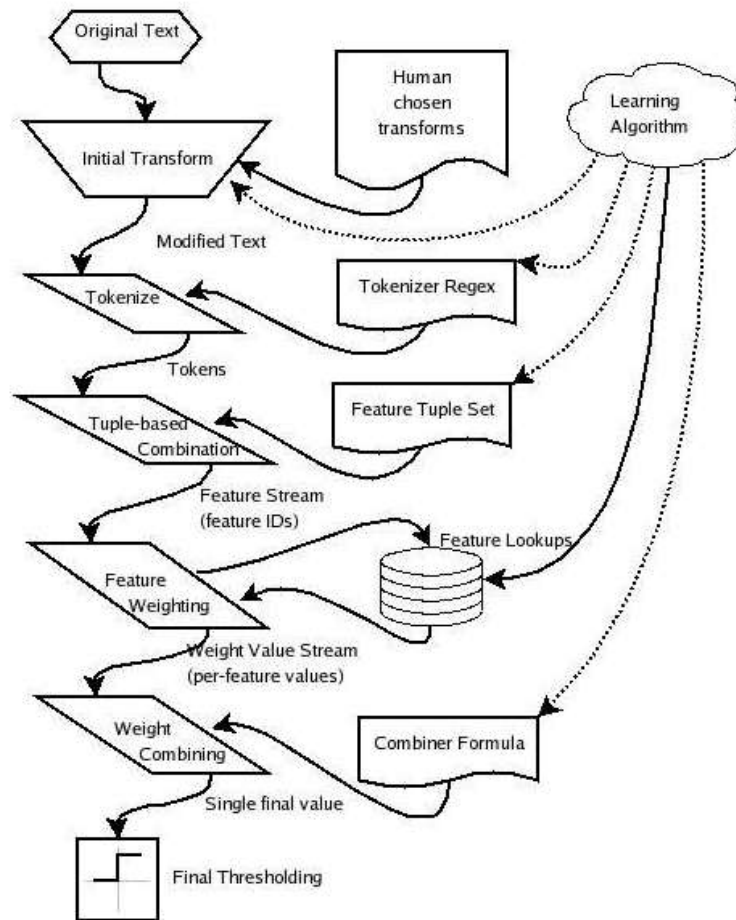 Original Text
Human
chosen
transforms
Learning
Algorithm
Initial Transform
Modified Text
Tokenizer Regex
Tokenize
Tokens
Feature Tuple Set
Tuple-based
Combination
Feature Stream
(feature IDs)
Feature Lookups
Feature
Weighting
Weight Value Stream
(per-feature values)
Weight
Combining
Combiner Formula
Single final value
Final Thresholding